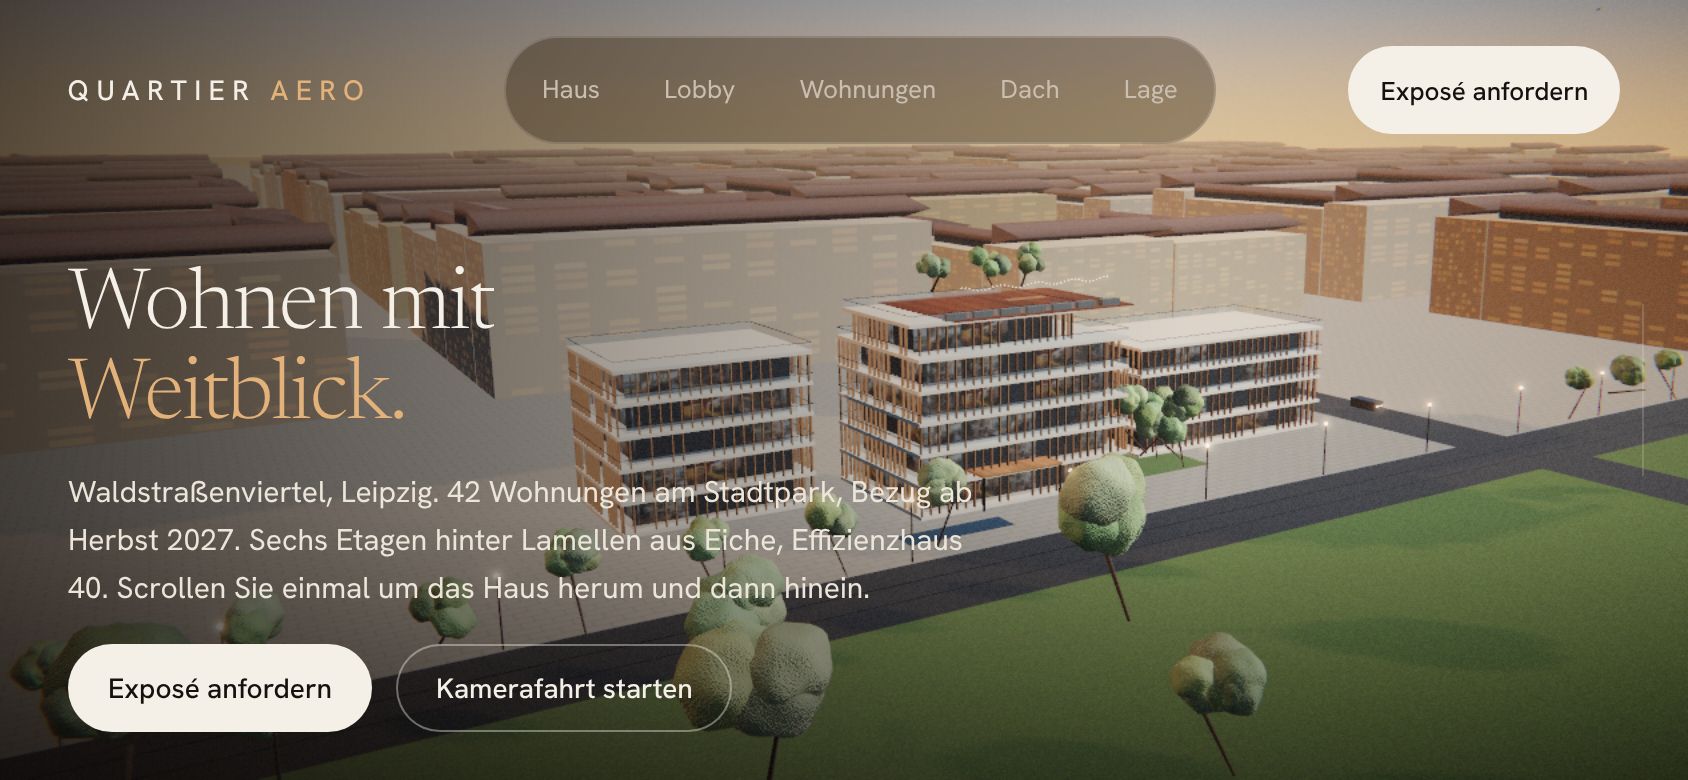 QUARTIER AERO
Haus
Lobby
Wohnungen
Dach
Lage
Exposé anfordern
Wohnen mit
Weitblick.
Waldstraßenviertel, Leipzig. 42 Wohnungen am Stadtpark, Bezug ab
Herbst 2027. Sechs Etagen hinter Lamellen aus Eiche, Effizienzhaus
40. Scrollen Sie einmal um das Haus herum und dann hinein.
Exposé anfordern
Kamerafahrt starten